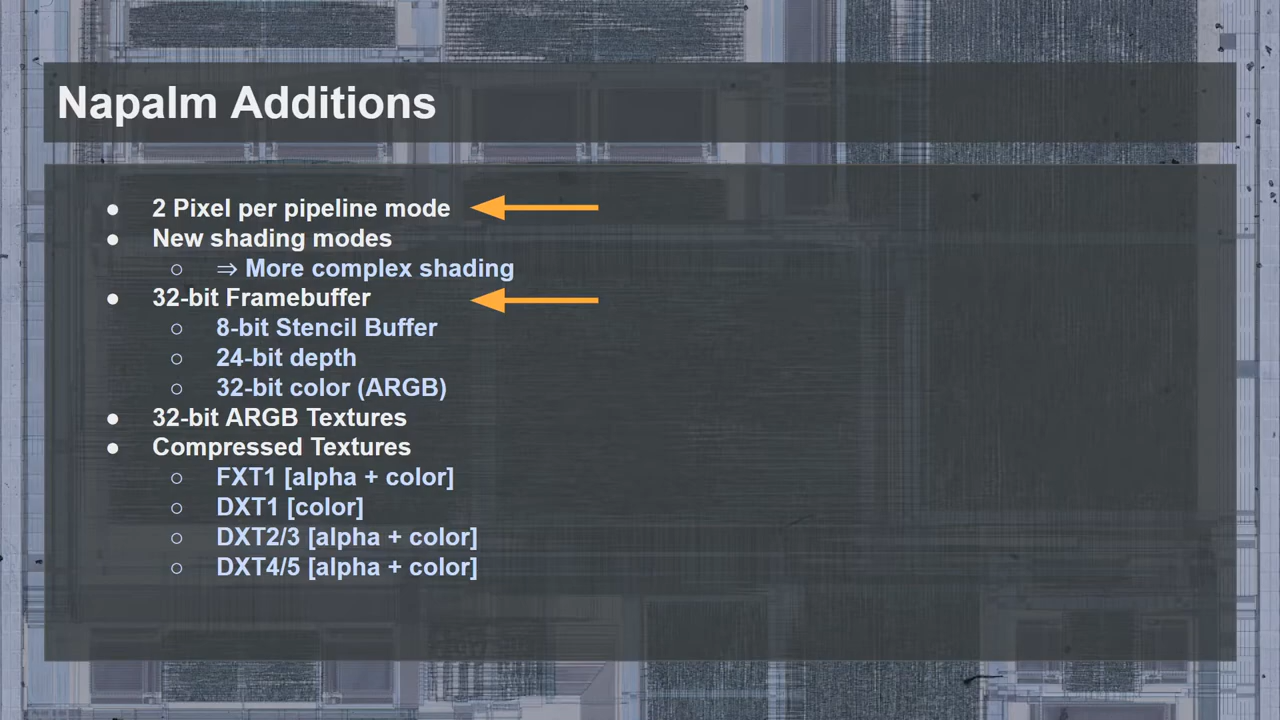 Napalm Additions
● 2 Pixel per pipeline mode
● New shading modes
○ ⇒ More complex shading
● 32-bit Framebuffer
○ 8-bit Stencil Buffer
○ 24-bit depth
○ 32-bit color (ARGB)
● 32-bit ARGB Textures
● Compressed Textures
○ FXT1 [alpha + color]
○ DXT1 [color]
○ DXT2/3 [alpha + color]
○ DXT4/5 [alpha + color]